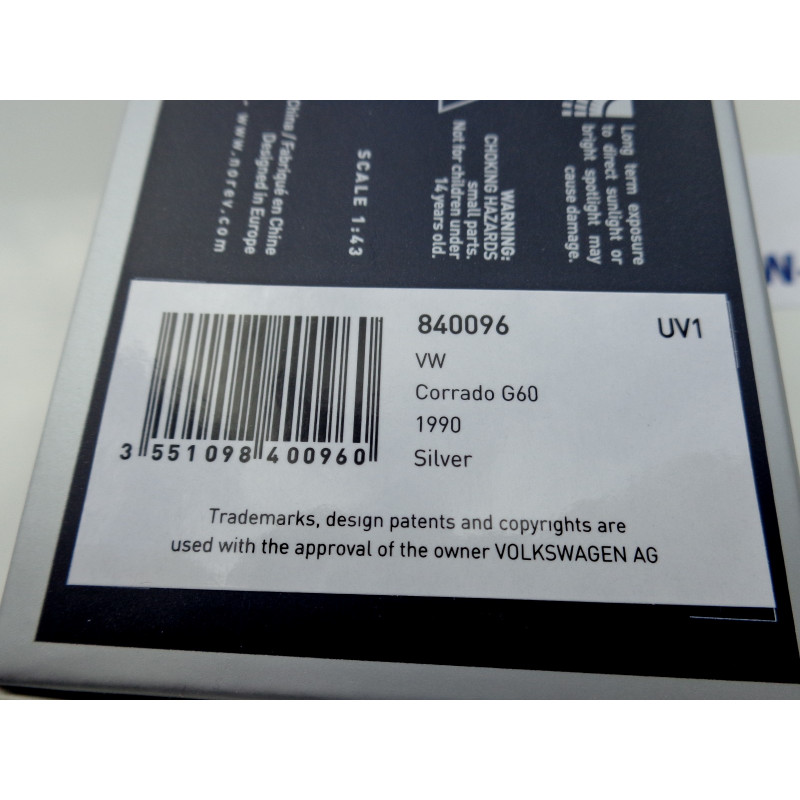 Long term exposure
to direct sunlight or
bright spotlight may
cause damage.
WARNING:
CHOKING HAZARDS
small parts.
Not for children under
14 years old.
SCALE 1:43
China / Fabriqué en Chine
Designed in Europe
www.norev.com
840096
UV1
VW
Corrado G60
1990
Silver
3 551098 400960
Trademarks, design patents and copyrights are
used with the approval of the owner VOLKSWAGEN AG